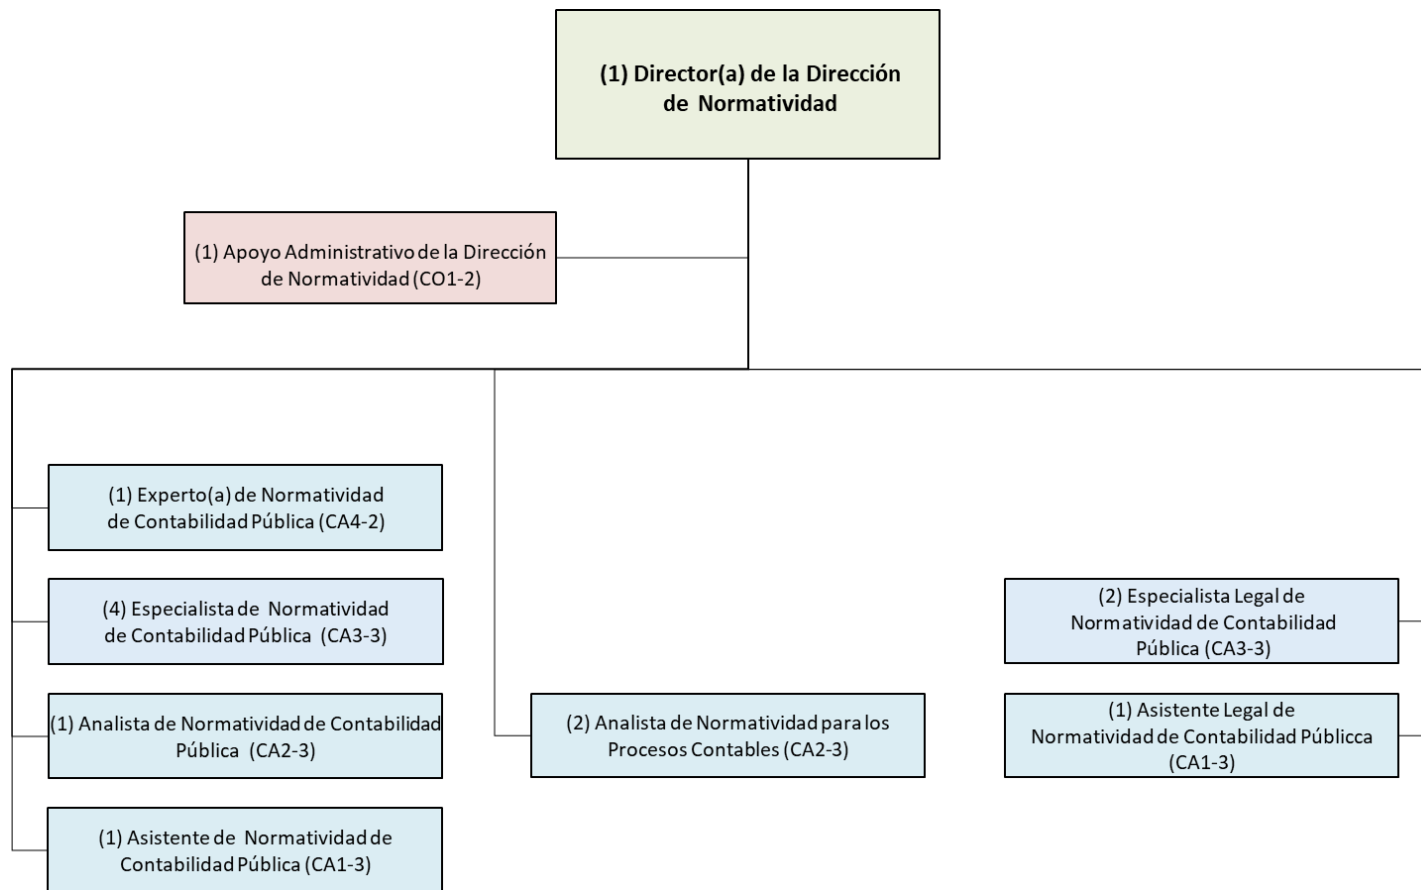 (1) Director(a) de la Dirección
de Normatividad
(1) Apoyo Administrativo de la Dirección
de Normatividad (CO1-2)
(1) Experto(a) de Normatividad
de Contabilidad Pública (CA4-2)
(4) Especialista de Normatividad
de Contabilidad Pública (CA3-3)
(1) Analista de Normatividad de Contabilidad
Pública (CA2-3)
(1) Asistente de Normatividad de
Contabilidad Pública (CA1-3)
(2) Analista de Normatividad para los
Procesos Contables (CA2-3)
(2) Especialista Legal de
Normatividad de Contabilidad
Pública (CA3-3)
(1) Asistente Legal de
Normatividad de Contabilidad Públicca
(CA1-3)